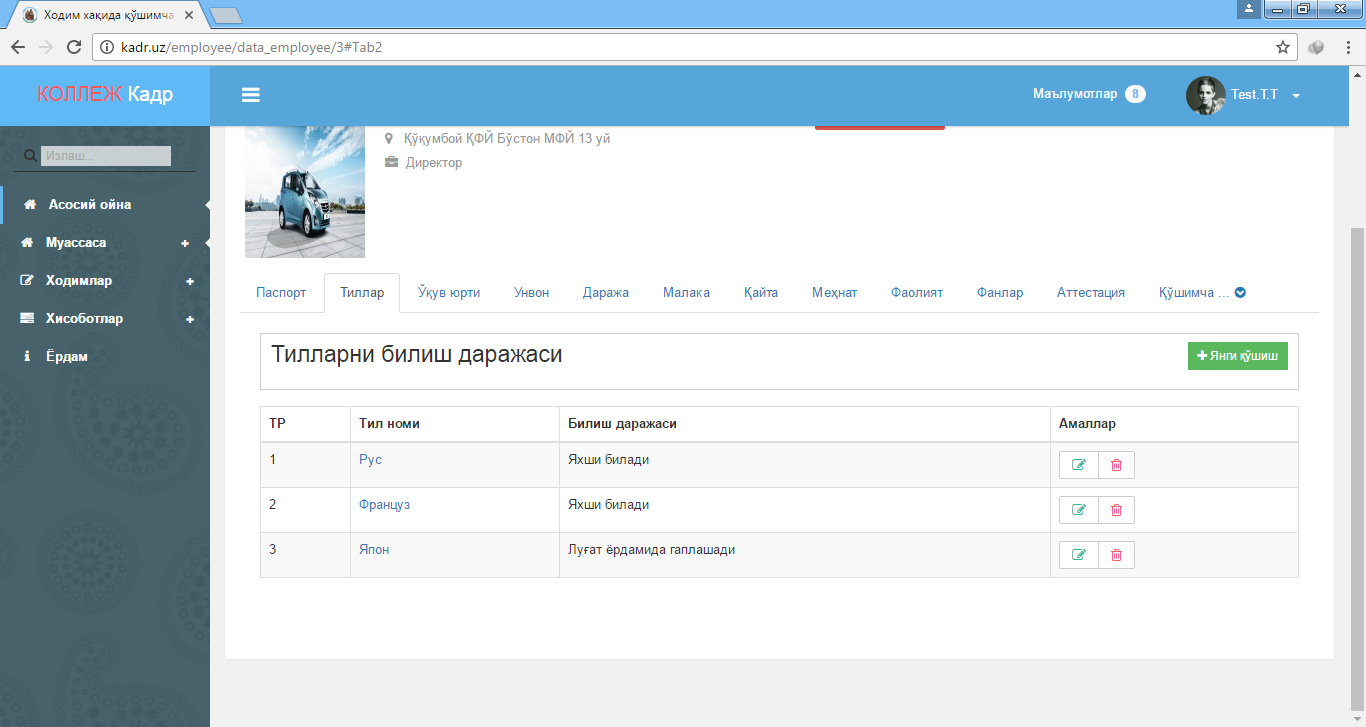 Ходим хақида қўшимча
kadr.uz/employee/data_employee/3#Tab2
КОЛЛЕЖ Кадр
Маълумотлар 8
Test.T.T
Излаш...
Асосий ойна
Муассаса
Ходимлар
Хисоботлар
Ёрдам
Қўқумбой ҚФЙ Бўстон МФЙ 13 уй
Директор
Паспорт Тиллар Ўқув юрти Унвон Даража Малака Қайта Меҳнат Фаолият Фанлар Аттестация Қўшимча ...
Тилларни билиш даражаси
Янги қўшиш
ТР Тил номи Билиш даражаси Амаллар
1 Рус Яхши билади
2 Француз Яхши билади
3 Япон Луғат ёрдамида гаплашади